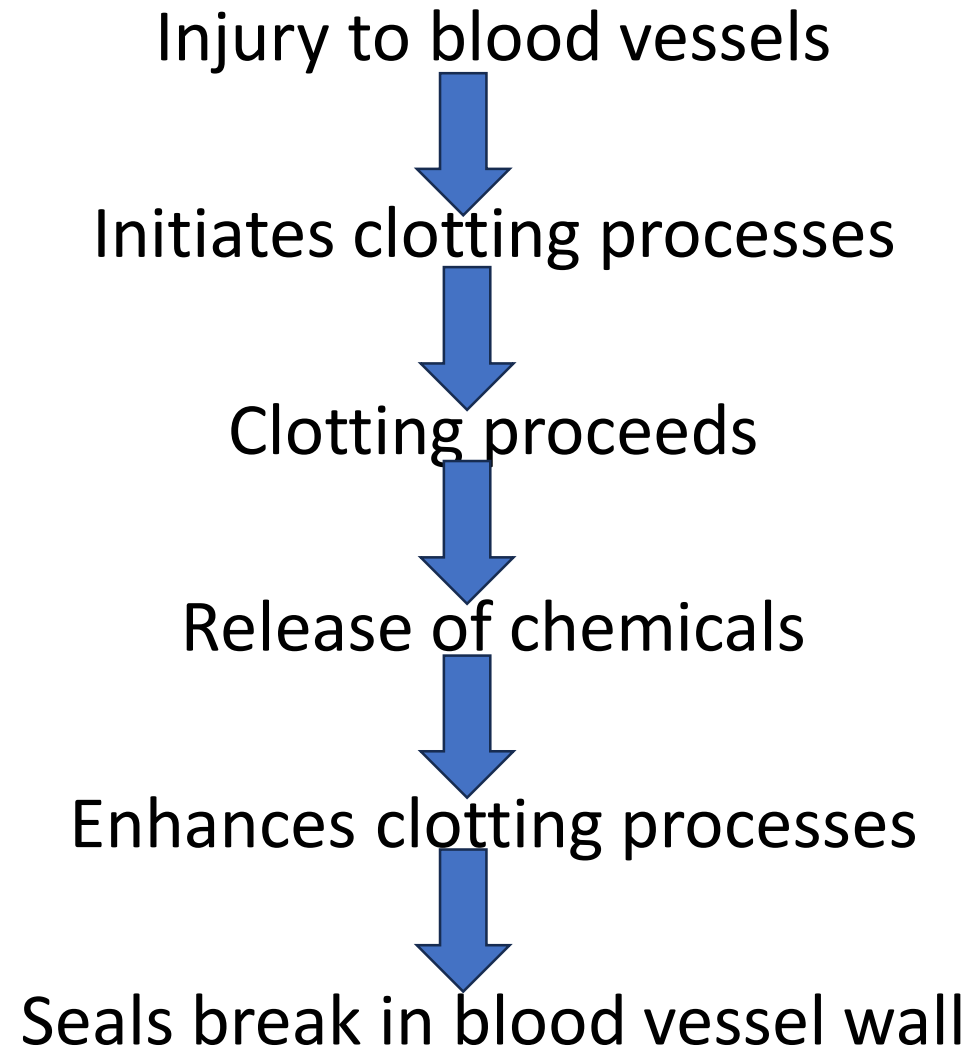 Injury to blood vessels
Initiates clotting processes
Clotting proceeds
Release of chemicals
Enhances clotting processes
Seals break in blood vessel wall